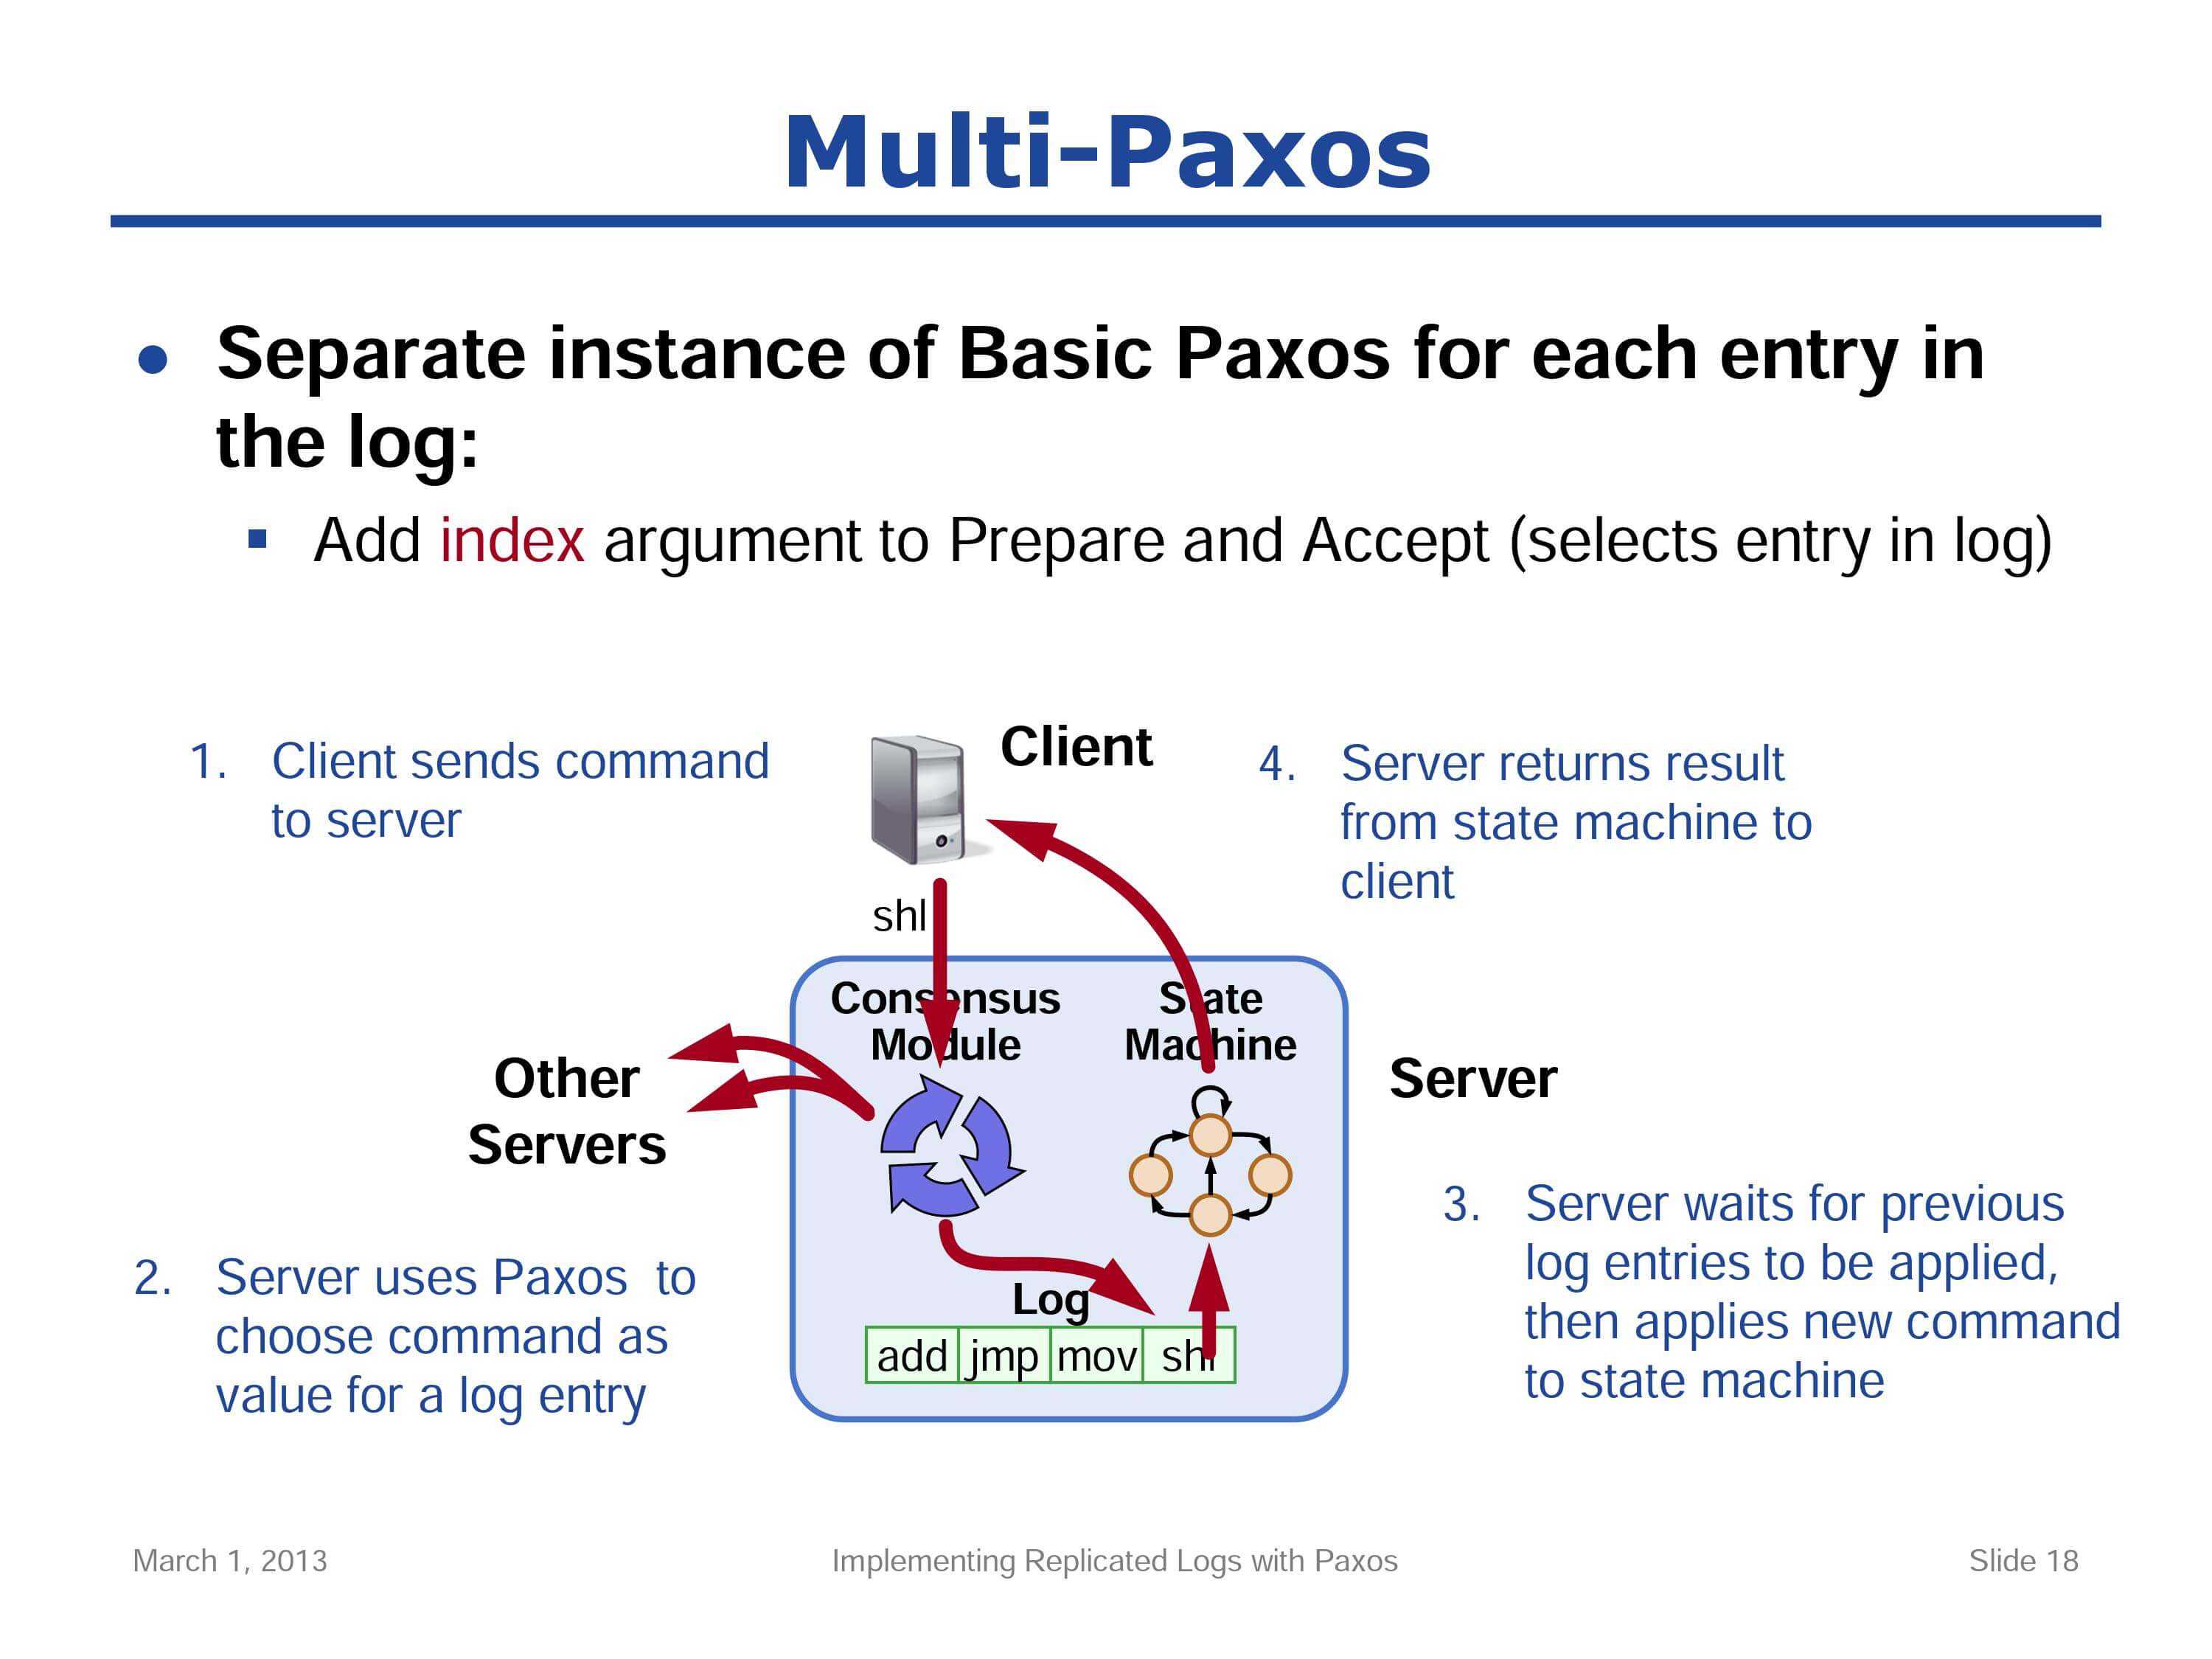 Multi-Paxos
● Separate instance of Basic Paxos for each entry in
the log:
▪ Add index argument to Prepare and Accept (selects entry in log)
1. Client sends command
to server
Client
4. Server returns result
from state machine to
client
shl
Consensus
Module
State
Machine
Other
Servers
Server
2. Server uses Paxos to
choose command as
value for a log entry
3. Server waits for previous
log entries to be applied,
then applies new command
to state machine
Log
add jmp mov shl
March 1, 2013 Implementing Replicated Logs with Paxos Slide 18